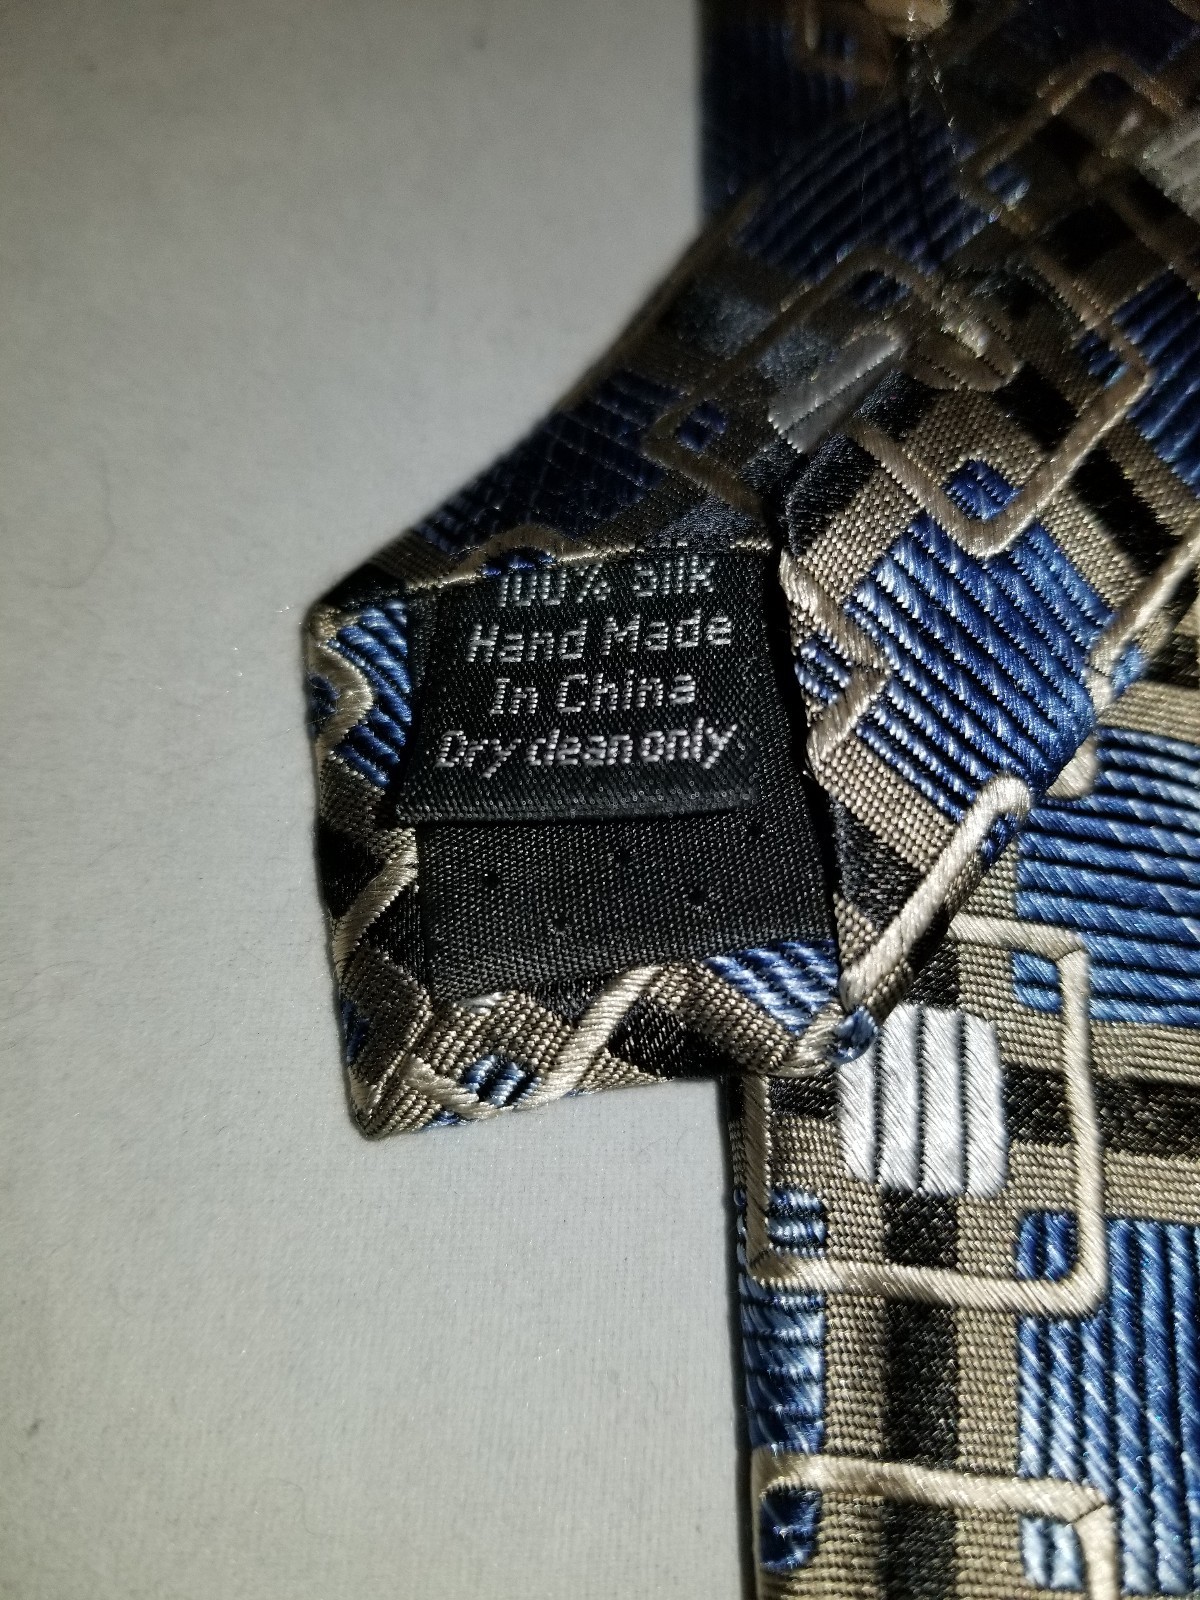 100% Silk
Hand Made
In China
Dry clean only